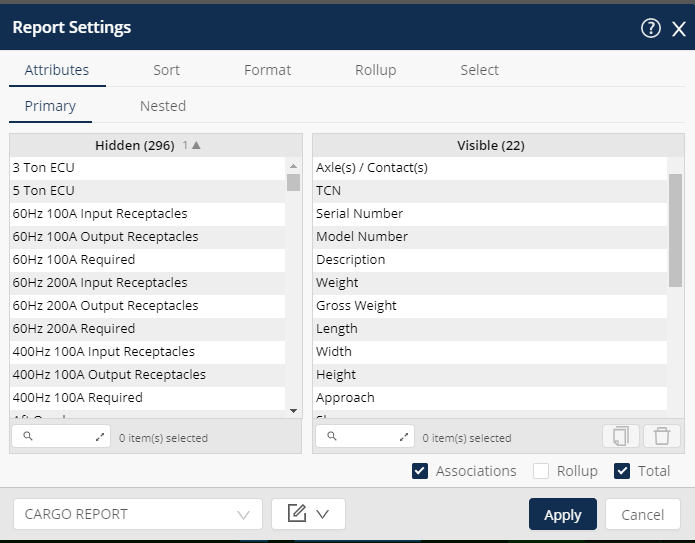 Report Settings
Attributes Sort Format Rollup Select
Primary Nested
Hidden (296) 1
3 Ton ECU
5 Ton ECU
60Hz 100A Input Receptacles
60Hz 100A Output Receptacles
60Hz 100A Required
60Hz 200A Input Receptacles
60Hz 200A Output Receptacles
60Hz 200A Required
400Hz 100A Input Receptacles
400Hz 100A Output Receptacles
400Hz 100A Required
0 item(s) selected
Visible (22)
Axle(s) / Contact(s)
TCN
Serial Number
Model Number
Description
Weight
Gross Weight
Length
Width
Height
Approach
0 item(s) selected
Associations Rollup Total
CARGO REPORT Apply Cancel